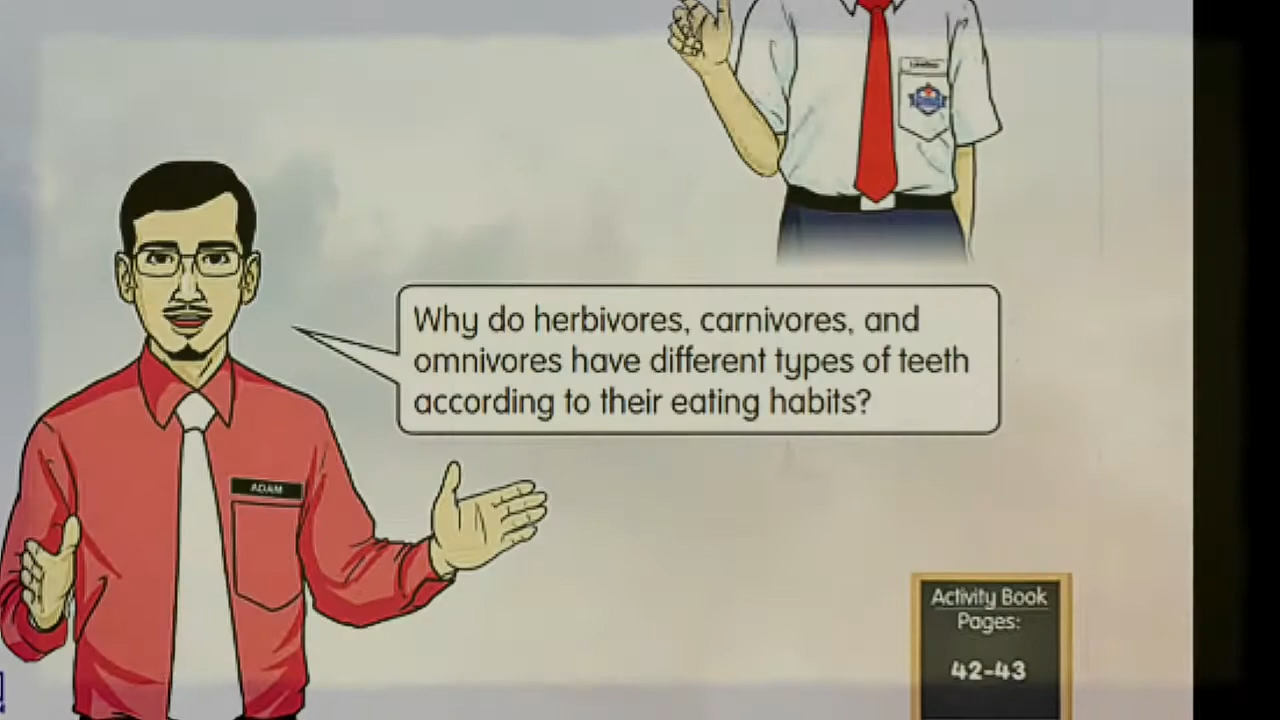 Why do herbivores, carnivores, and
omnivores have different types of teeth
according to their eating habits?
ADAM
Activity Book
Pages:
42-43